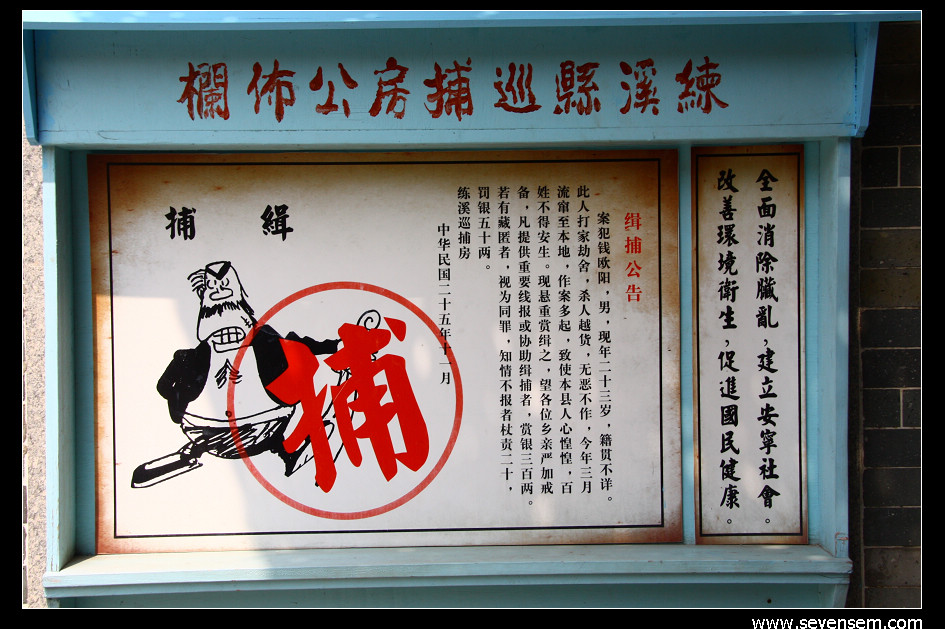 練溪縣巡捕房公佈欄
全面消除臟亂，建立安寧社會。
改善環境衛生，促進國民健康。
缉捕公告
案犯钱欧阳，男，现年二十三岁，籍贯不详。
此人打家劫舍，杀人越货，无恶不作，今年三月
流窜至本地，作案多起，致使本县人心惶惶，百
姓不得安生。现悬重赏缉之，望各位乡亲严加戒
备，凡提供重要线报或协助缉捕者，赏银三百两。
若有藏匿者，视为同罪，知情不报者杖责二十，
罚银五十两。
练溪巡捕房
中华民国二十五年十一月
緝捕
捕
www.sevensem.com